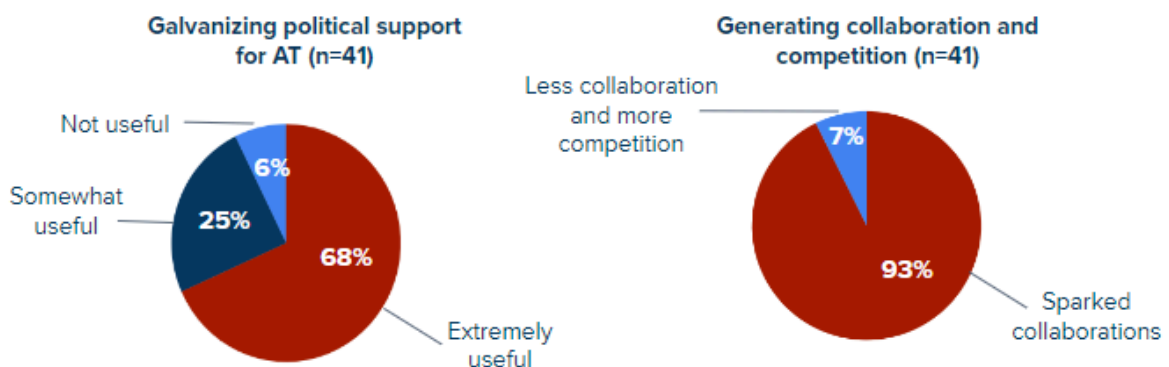 Galvanizing political support
for AT (n=41)
Not useful
6%
Somewhat
useful
25%
68%
Extremely
useful
Generating collaboration and
competition (n=41)
Less collaboration
and more
competition
7%
93%
Sparked
collaborations